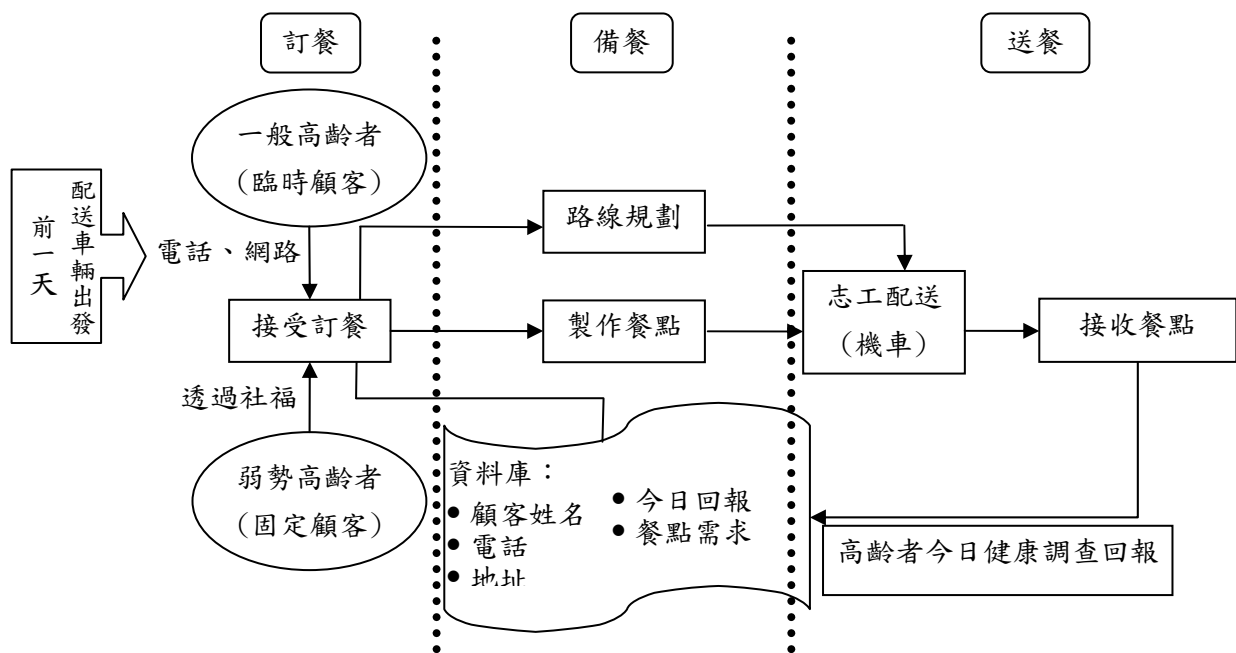 訂餐
備餐
送餐
一般高齡者
(臨時顧客)
配送車輛出發
前一天
電話、網路
路線規劃
接受訂餐
製作餐點
志工配送
(機車)
接收餐點
透過社福
弱勢高齡者
(固定顧客)
資料庫：
● 顧客姓名
● 電話
● 地址
● 今日回報
● 餐點需求
高齡者今日健康調查回報